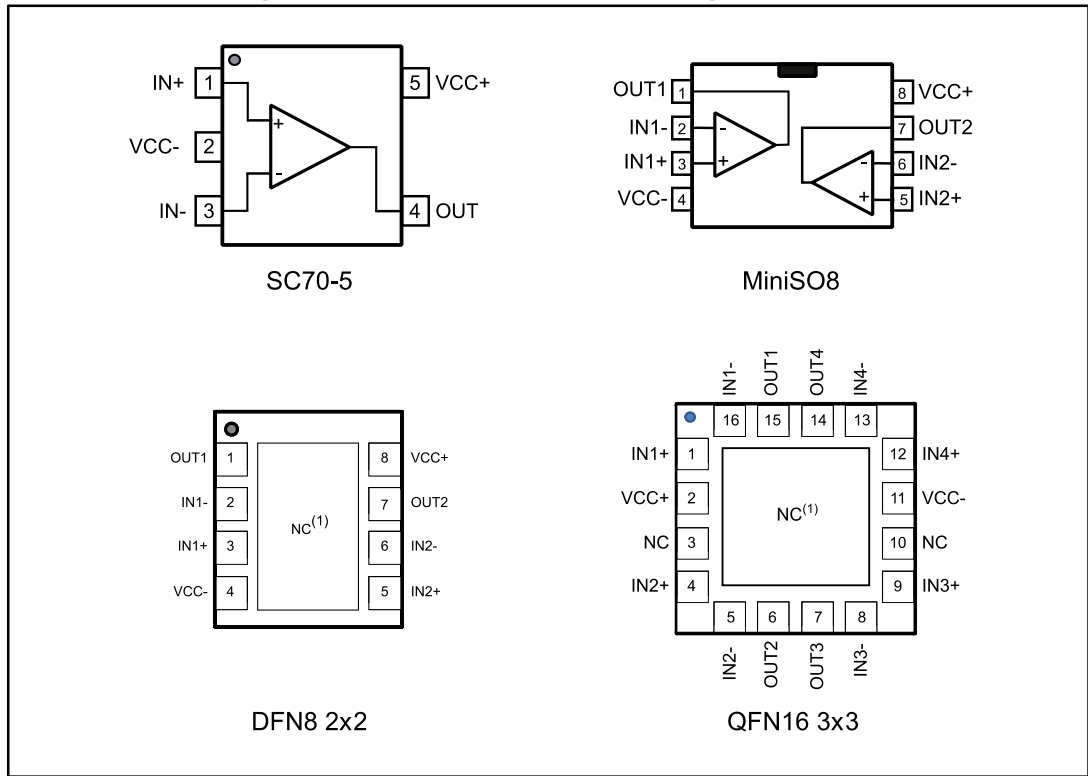 IN+ 1 5 VCC+
+
VCC- 2
-
IN- 3 4 OUT
SC70-5
OUT1 1 8 VCC+
IN1- 2 - 7 OUT2
IN1+ 3 + - 6 IN2-
VCC- 4 + 5 IN2+
MiniSO8
OUT1 1 8 VCC+
IN1- 2 7 OUT2
NC(1)
IN1+ 3 6 IN2-
VCC- 4 5 IN2+
DFN8 2x2
IN1- OUT1 OUT4 IN4-
16 15 14 13
IN1+ 1 12 IN4+
VCC+ 2 11 VCC-
NC(1)
NC 3 10 NC
IN2+ 4 9 IN3+
5 6 7 8
IN2- OUT2 OUT3 IN3-
QFN16 3x3